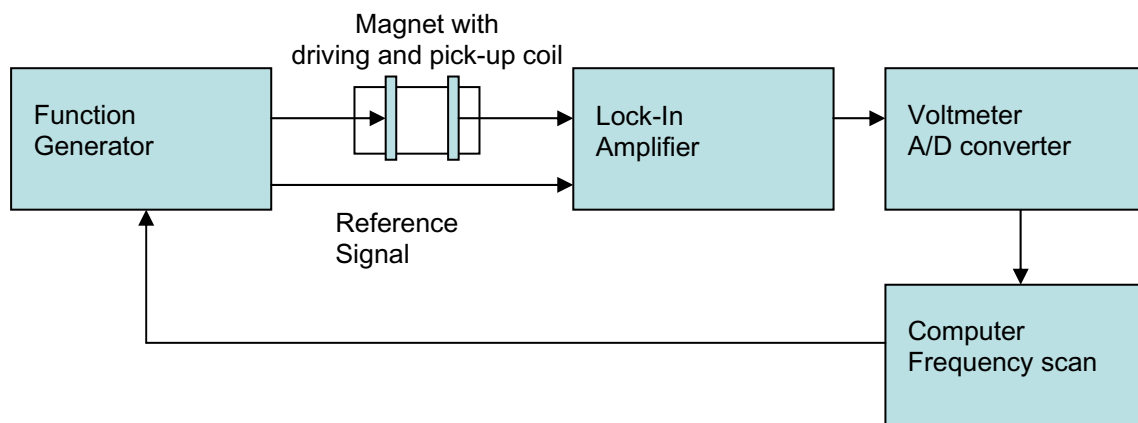 Magnet with
driving and pick-up coil
Function
Generator
Lock-In
Amplifier
Voltmeter
A/D converter
Reference
Signal
Computer
Frequency scan